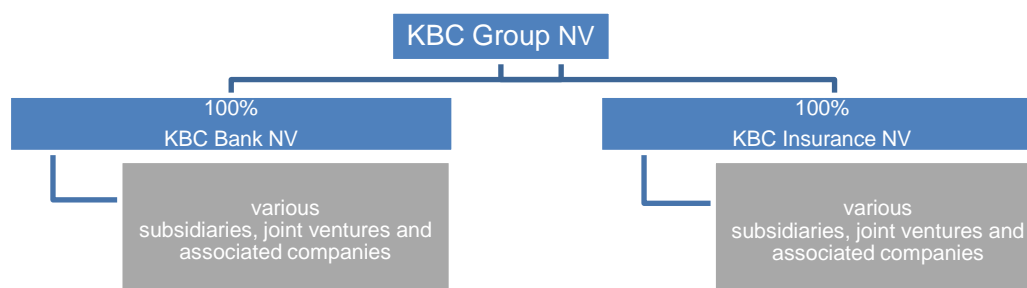 KBC Group NV
100%
KBC Bank NV
100%
KBC Insurance NV
various
subsidiaries, joint ventures and
associated companies
various
subsidiaries, joint ventures and
associated companies